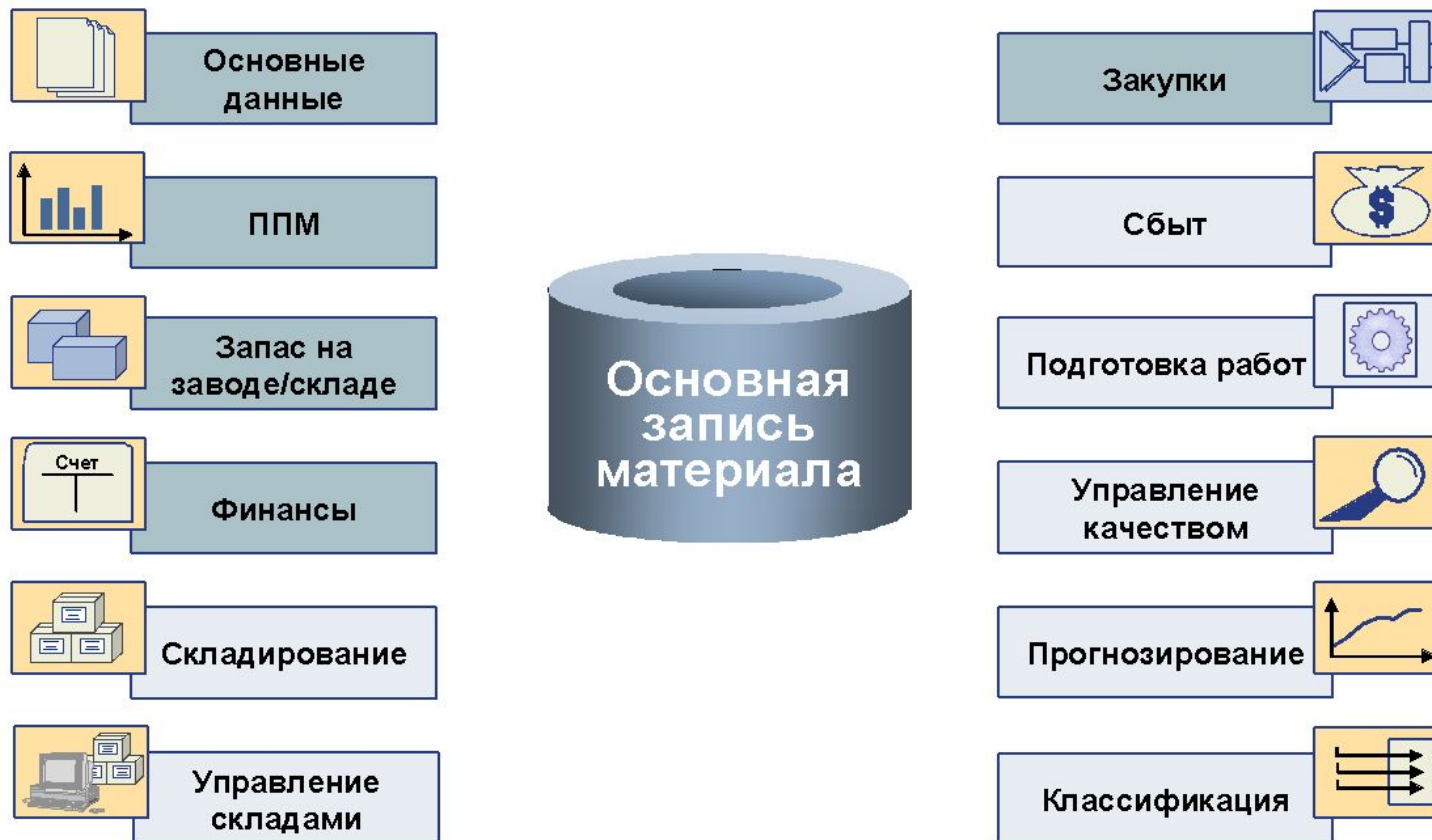 Основные
данные
ППМ
Запас на
заводе/складе
Счет
Финансы
Складирование
Управление
складами
Основная
запись
материала
Закупки
Сбыт
$
Подготовка работ
Управление
качеством
Прогнозирование
Классификация